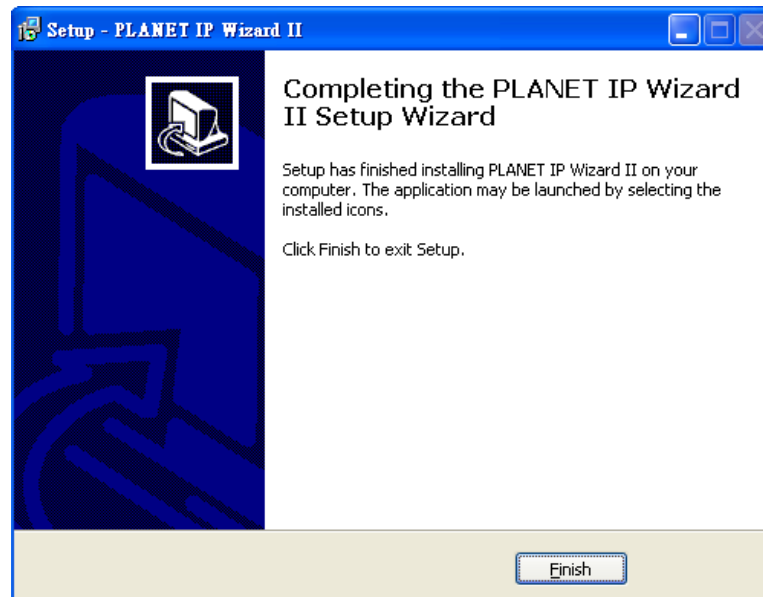 Setup - PLANET IP Wizard II
Completing the PLANET IP Wizard
II Setup Wizard
Setup has finished installing PLANET IP Wizard II on your
computer. The application may be launched by selecting the
installed icons.
Click Finish to exit Setup.
Finish